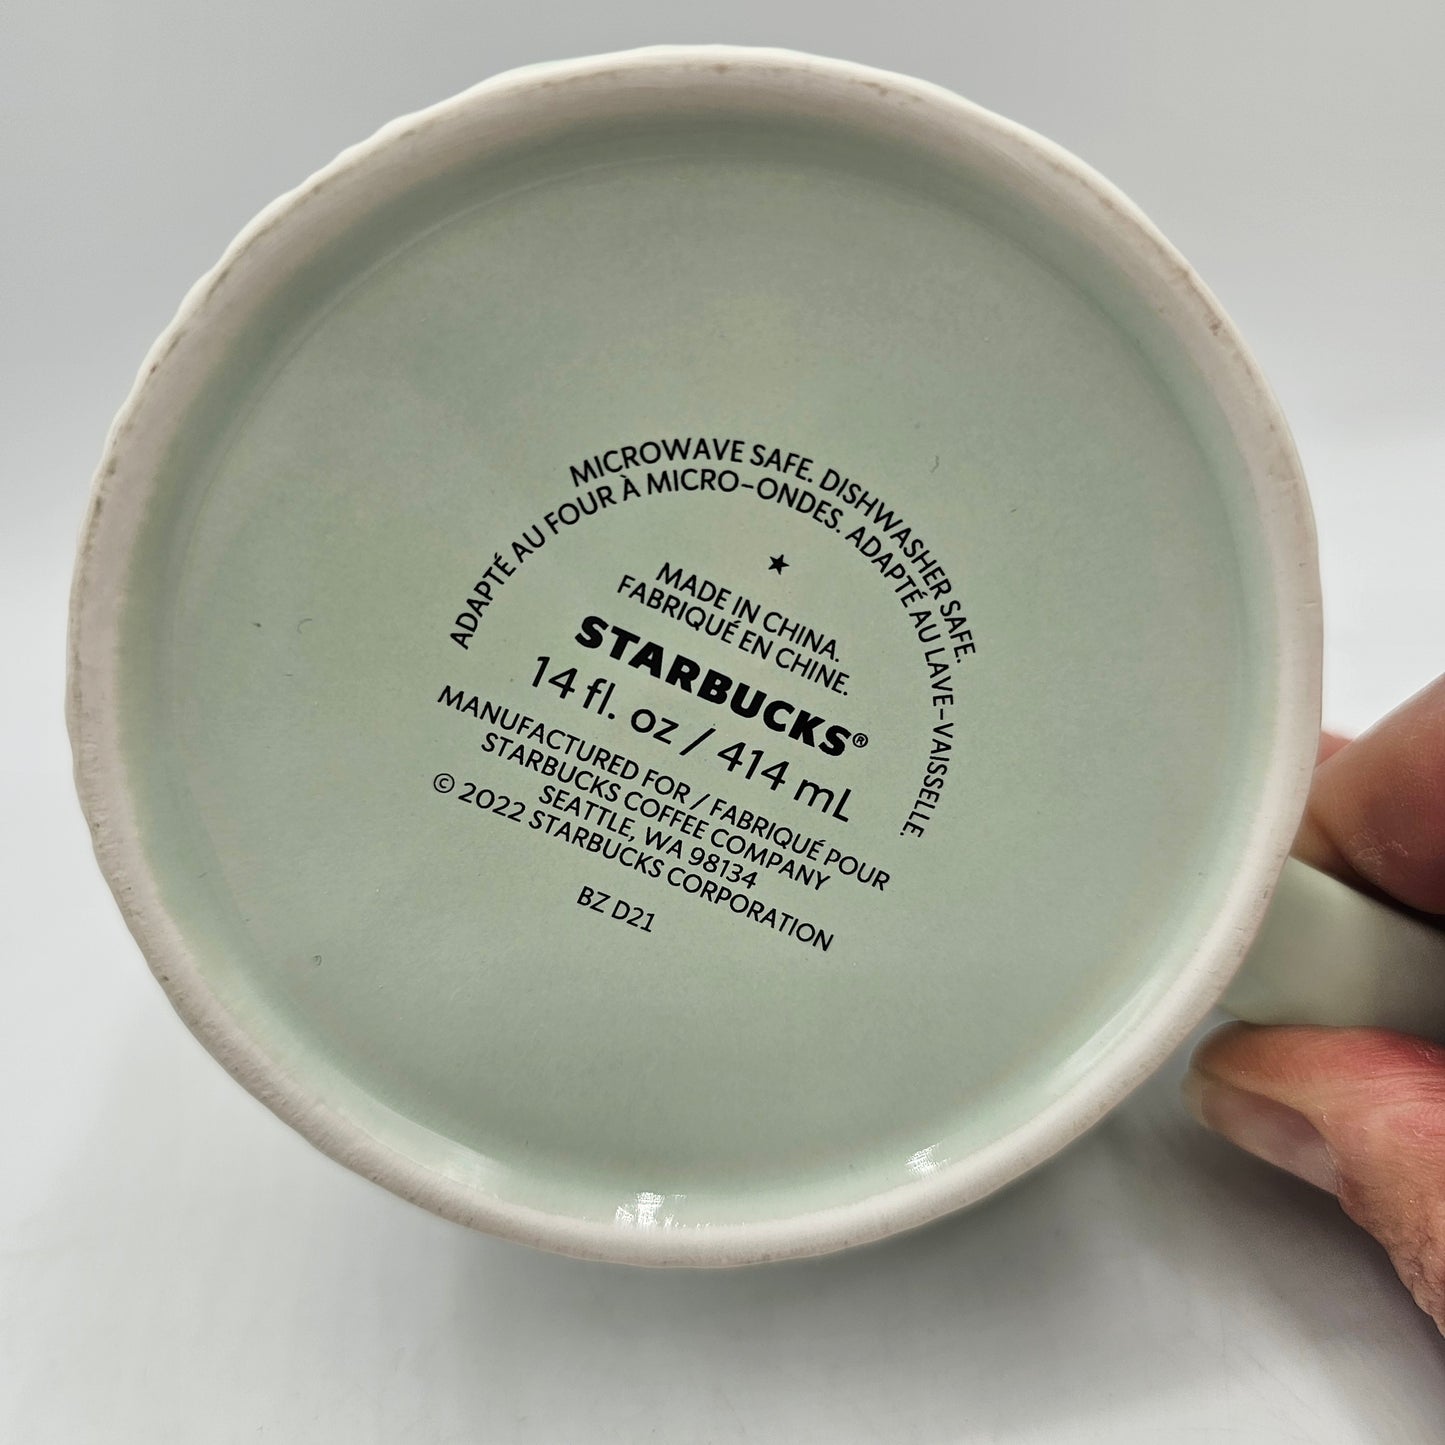 MICROWAVE SAFE. DISHWASHER SAFE.
ADAPTÉ AU FOUR À MICRO-ONDES. ADAPTÉ AU LAVE-VAISSELLE.
MADE IN CHINA.
FABRIQUÉ EN CHINE.
STARBUCKS®
14 fl. oz / 414 mL
MANUFACTURED FOR / FABRIQUÉ POUR
STARBUCKS COFFEE COMPANY
SEATTLE, WA 98134
© 2022 STARBUCKS CORPORATION
BZ D21